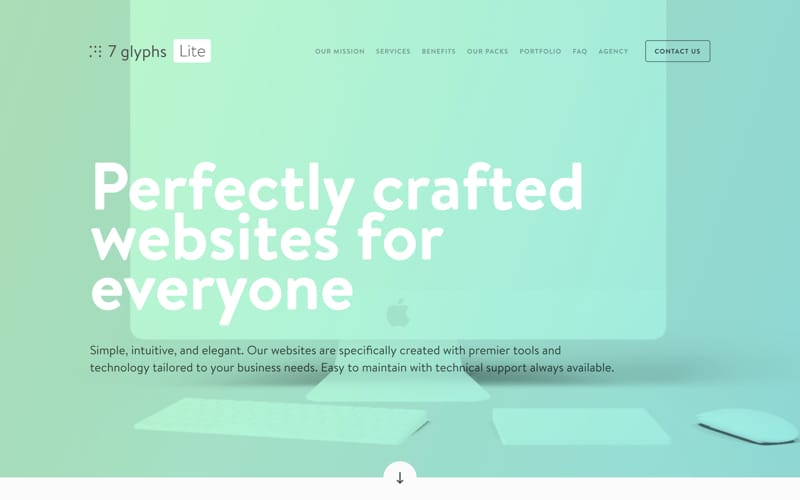 7 glyphs Lite
OUR MISSION SERVICES BENEFITS OUR PACKS PORTFOLIO FAQ AGENCY CONTACT US
Perfectly crafted
websites for
everyone
Simple, intuitive, and elegant. Our websites are specifically created with premier tools and
technology tailored to your business needs. Easy to maintain with technical support always available.